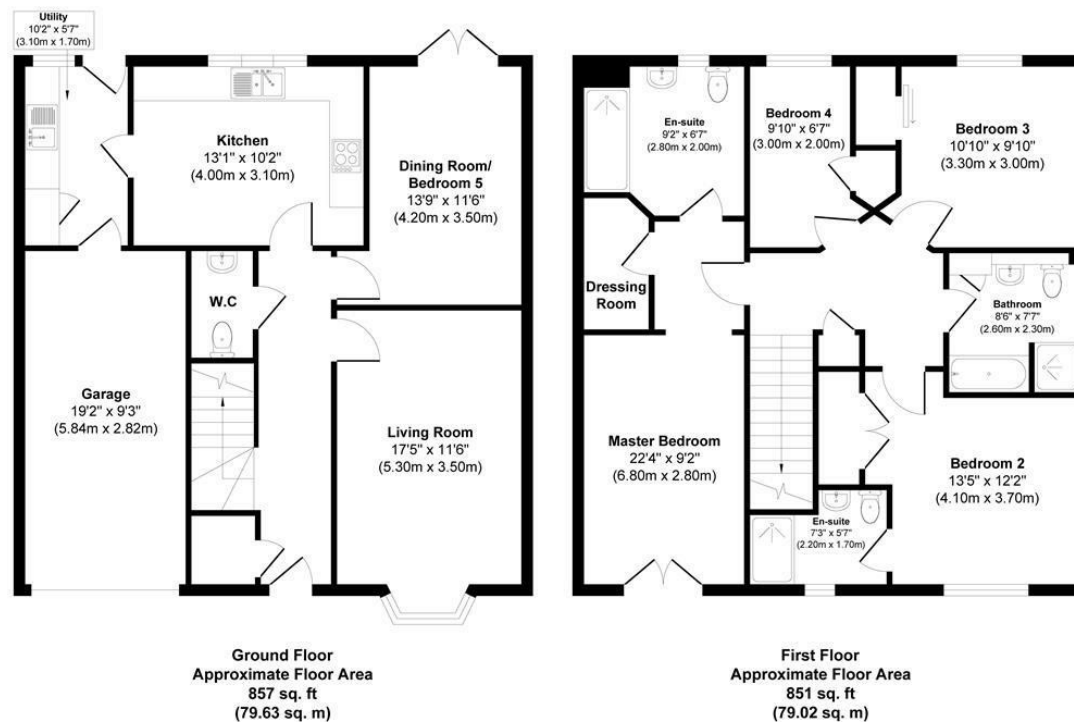 Utility
10'2" x 5'7"
(3.10m x 1.70m)
Kitchen
13'1" x 10'2"
(4.00m x 3.10m)
Dining Room/
Bedroom 5
13'9" x 11'6"
(4.20m x 3.50m)
W.C
Garage
19'2" x 9'3"
(5.84m x 2.82m)
Living Room
17'5" x 11'6"
(5.30m x 3.50m)
Ground Floor
Approximate Floor Area
857 sq. ft
(79.63 sq. m)
En-suite
9'2" x 6'7"
(2.80m x 2.00m)
Bedroom 4
9'10" x 6'7"
(3.00m x 2.00m)
Bedroom 3
10'10" x 9'10"
(3.30m x 3.00m)
Dressing
Room
Bathroom
8'6" x 7'7"
(2.60m x 2.30m)
Master Bedroom
22'4" x 9'2"
(6.80m x 2.80m)
Bedroom 2
13'5" x 12'2"
(4.10m x 3.70m)
En-suite
7'3" x 5'7"
(2.20m x 1.70m)
First Floor
Approximate Floor Area
851 sq. ft
(79.02 sq. m)